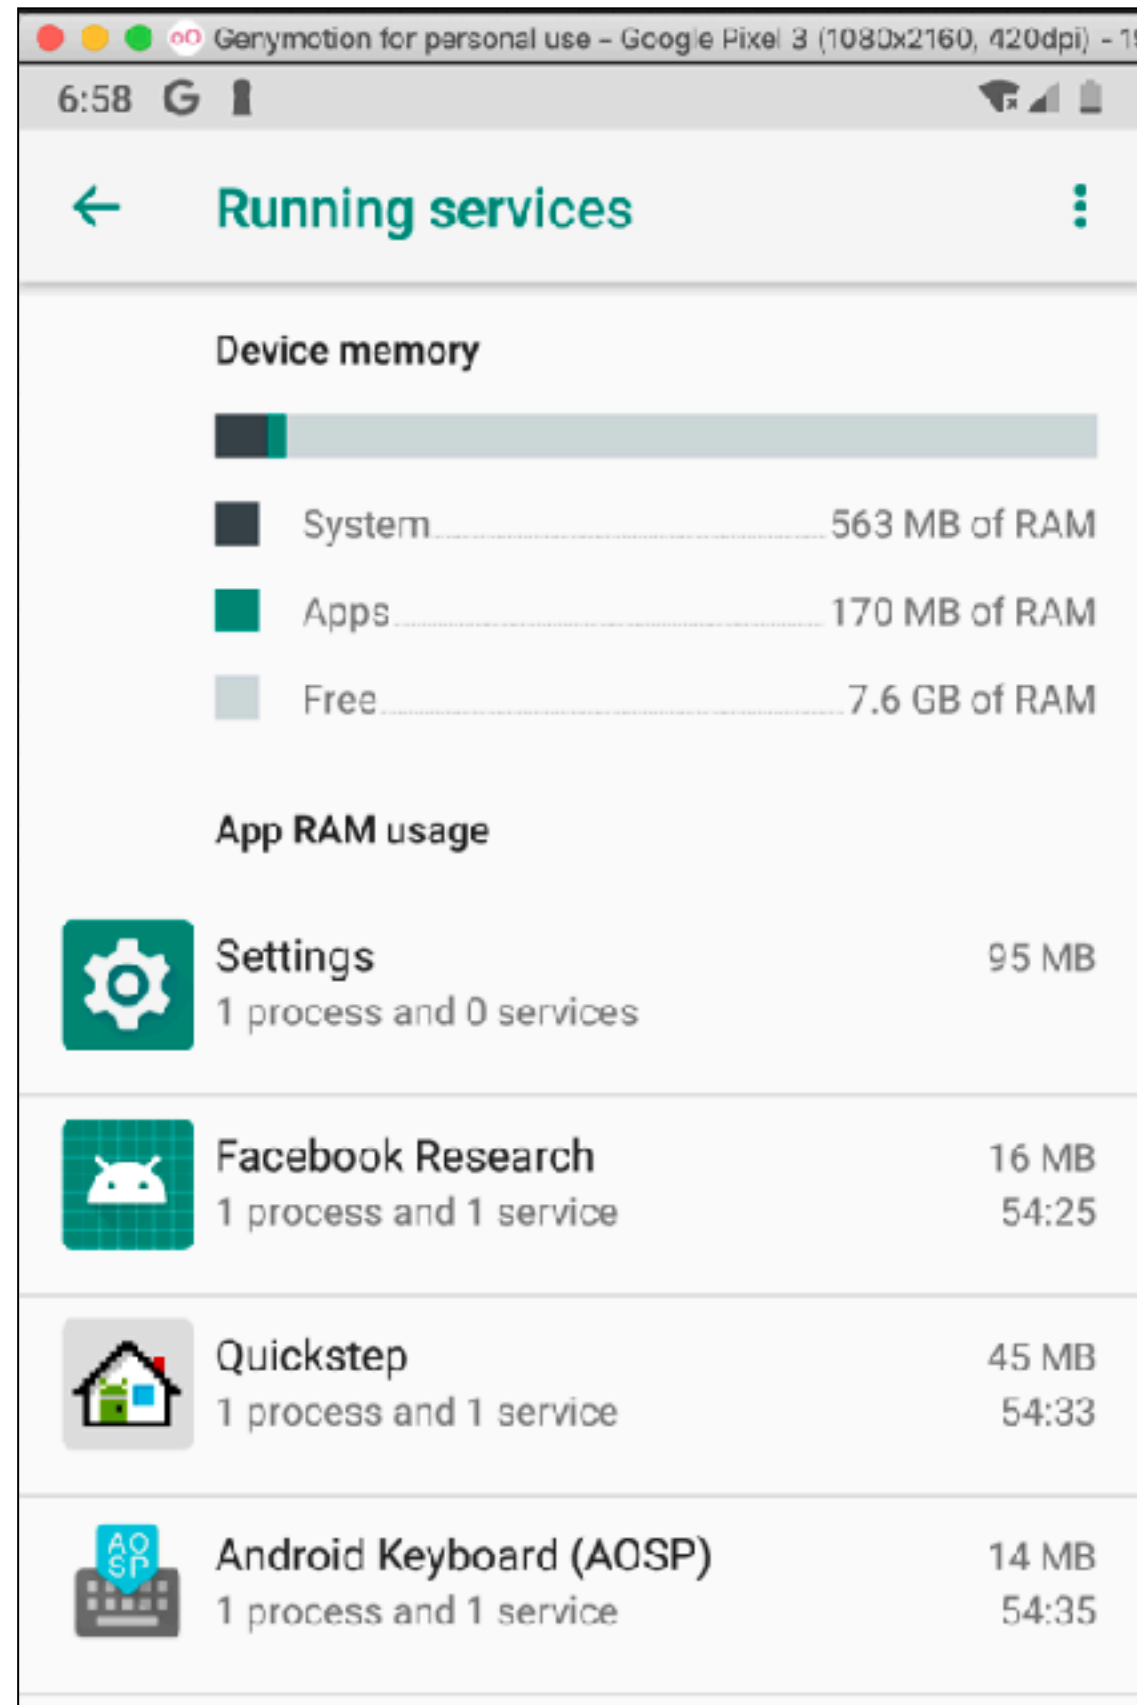 Genymotion for personal use – Google Pixel 3 (1080x2160, 420dpi) –
6:58 G
Running services
Device memory
System 563 MB of RAM
Apps 170 MB of RAM
Free 7.6 GB of RAM
App RAM usage
Settings 95 MB
1 process and 0 services
Facebook Research 16 MB
1 process and 1 service 54:25
Quickstep 45 MB
1 process and 1 service 54:33
AO
SP
Android Keyboard (AOSP) 14 MB
1 process and 1 service 54:35